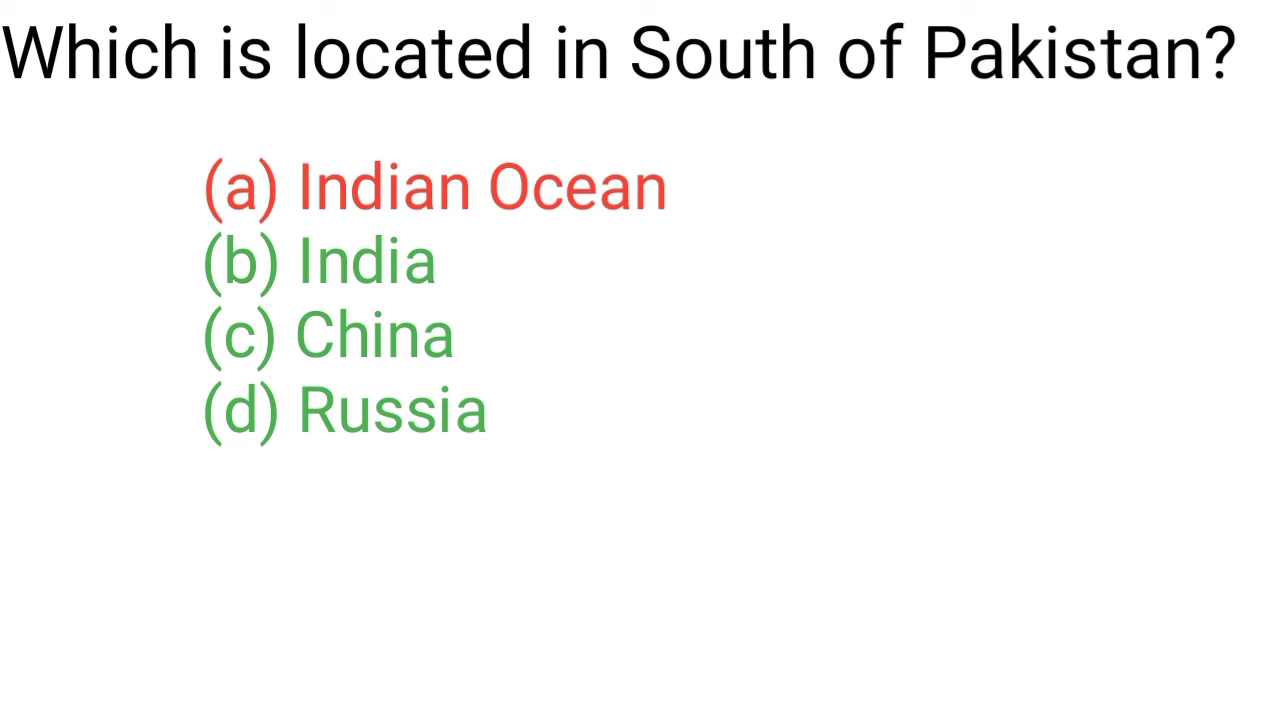 Which is located in South of Pakistan?
(a) Indian Ocean
(b) India
(c) China
(d) Russia